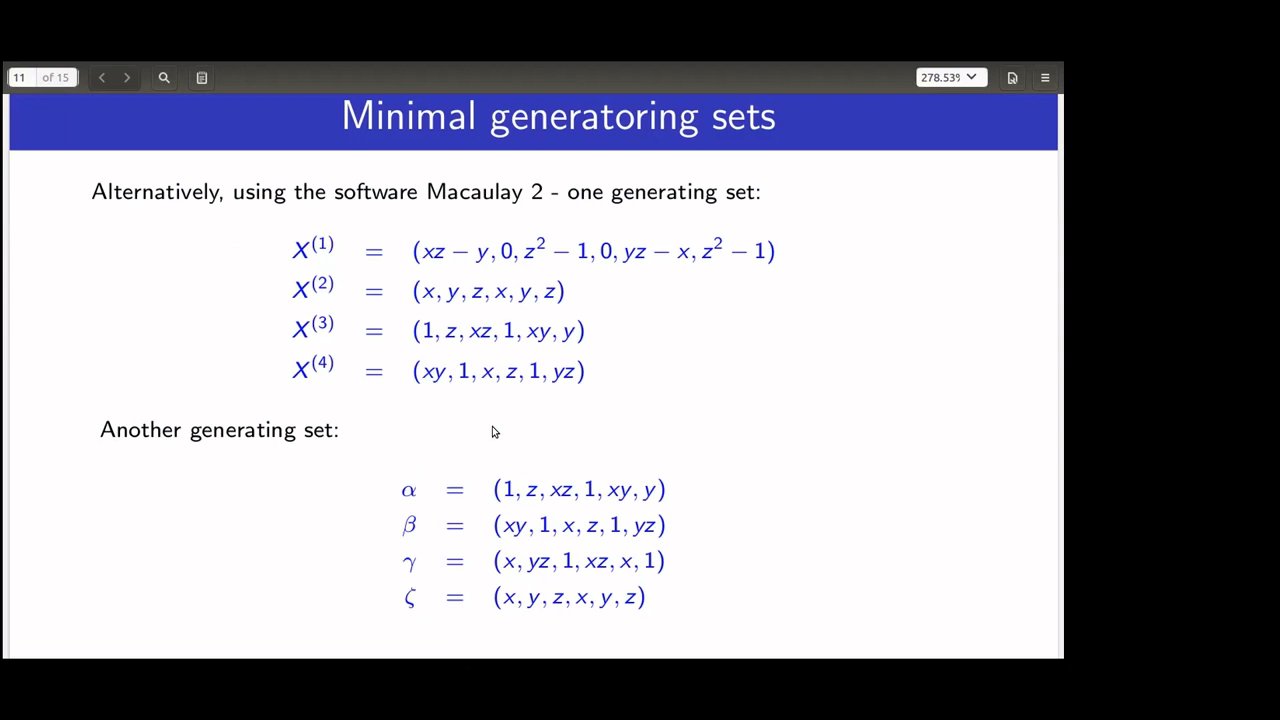 11 of 15
278.53%
Minimal generatoring sets
Alternatively, using the software Macaulay 2 - one generating set:
X⁽¹⁾ = (xz − y, 0, z² − 1, 0, yz − x, z² − 1)
X⁽²⁾ = (x, y, z, x, y, z)
X⁽³⁾ = (1, z, xz, 1, xy, y)
X⁽⁴⁾ = (xy, 1, x, z, 1, yz)
Another generating set:
α = (1, z, xz, 1, xy, y)
β = (xy, 1, x, z, 1, yz)
γ = (x, yz, 1, xz, x, 1)
ζ = (x, y, z, x, y, z)